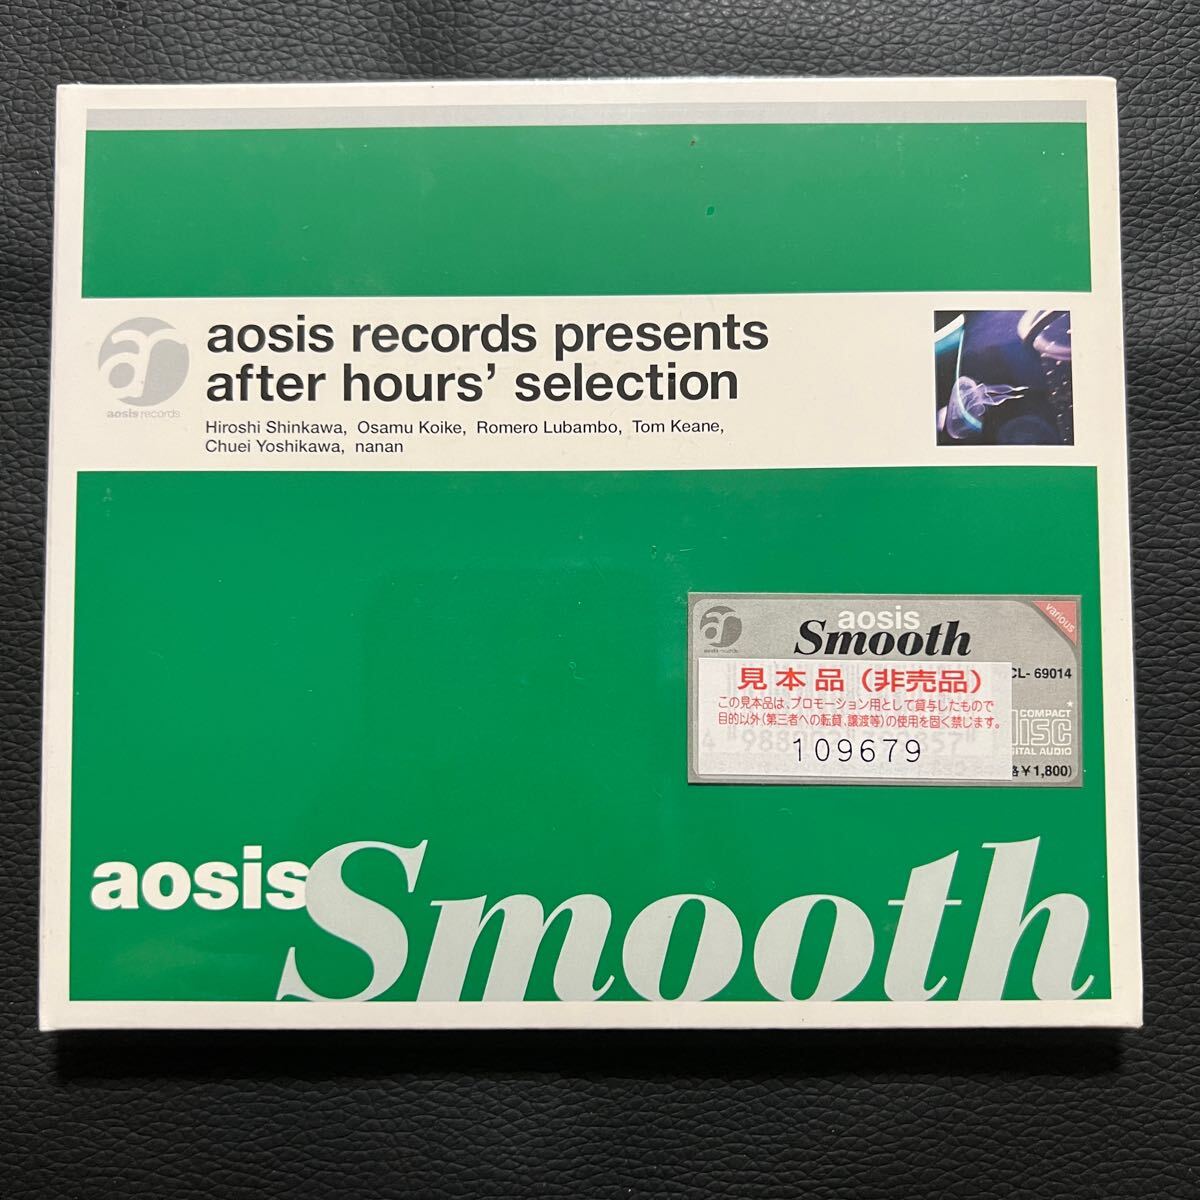 aosis records presents
after hours' selection
aosis records
Hiroshi Shinkawa, Osamu Koike, Romero Lubambo, Tom Keane,
Chuei Yoshikawa, nanan
aosis
Smooth
various
CL- 69014
見本品(非売品)
この見本品は、プロモーション用として貸与したもので
目的以外(第三者への転貸、譲渡等)の使用を固く禁じます。
109679
COMPACT
DISC
DIGITAL AUDIO
¥1,800)
aosis Smooth